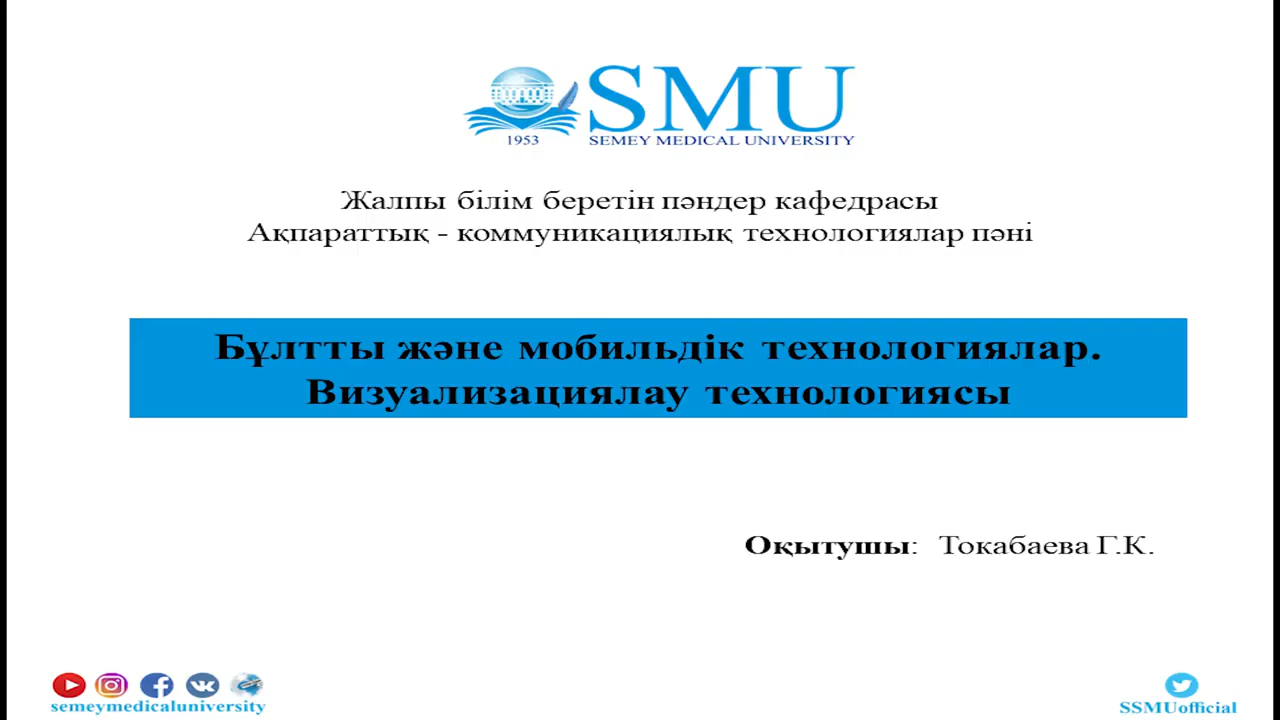 SMU
1953 SEMEY MEDICAL UNIVERSITY
Жалпы білім беретін пәндер кафедрасы
Ақпараттық - коммуникациялық технологиялар пәні
Бұлтты және мобильдік технологиялар.
Визуализациялау технологиясы
Оқытушы: Токабаева Г.К.
semeymedicaluniversity
SSMUofficial